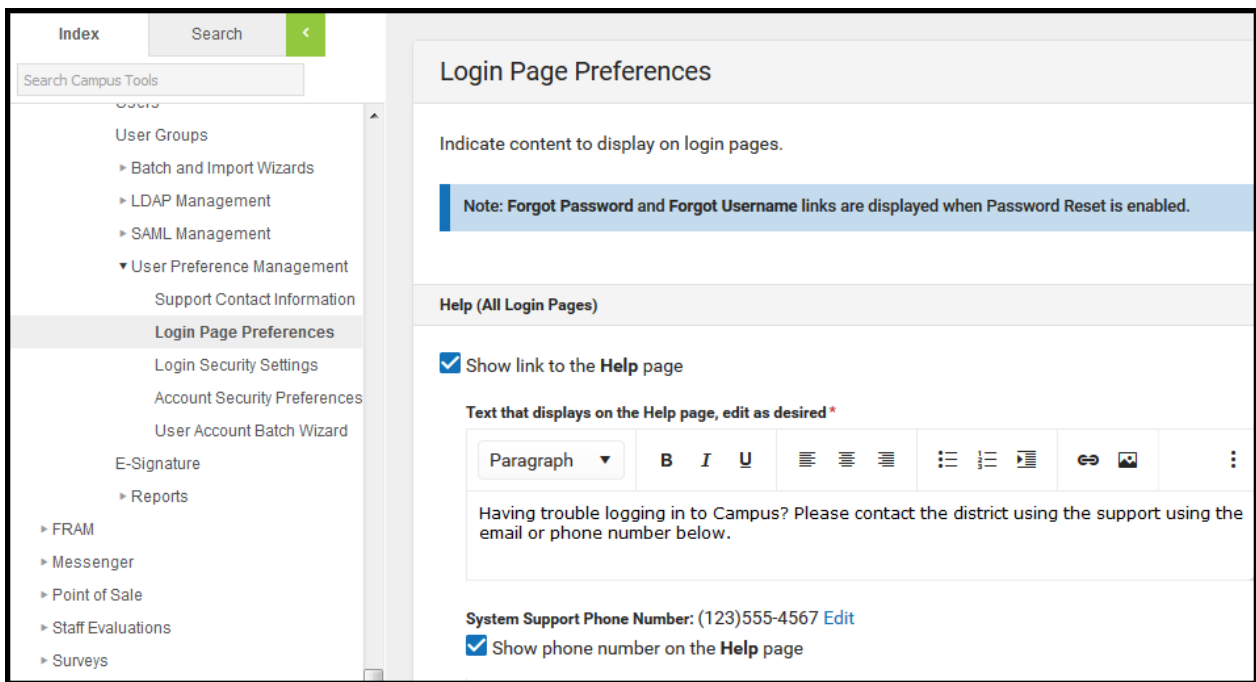 Index
Search
Search Campus Tools
Users
User Groups
Batch and Import Wizards
LDAP Management
SAML Management
User Preference Management
Support Contact Information
Login Page Preferences
Login Security Settings
Account Security Preferences
User Account Batch Wizard
E-Signature
Reports
FRAM
Messenger
Point of Sale
Staff Evaluations
Surveys
Login Page Preferences
Indicate content to display on login pages.
Note: Forgot Password and Forgot Username links are displayed when Password Reset is enabled.
Help (All Login Pages)
Show link to the Help page
Text that displays on the Help page, edit as desired *
Paragraph B I U
Having trouble logging in to Campus? Please contact the district using the support using the
email or phone number below.
System Support Phone Number: (123)555-4567 Edit
Show phone number on the Help page